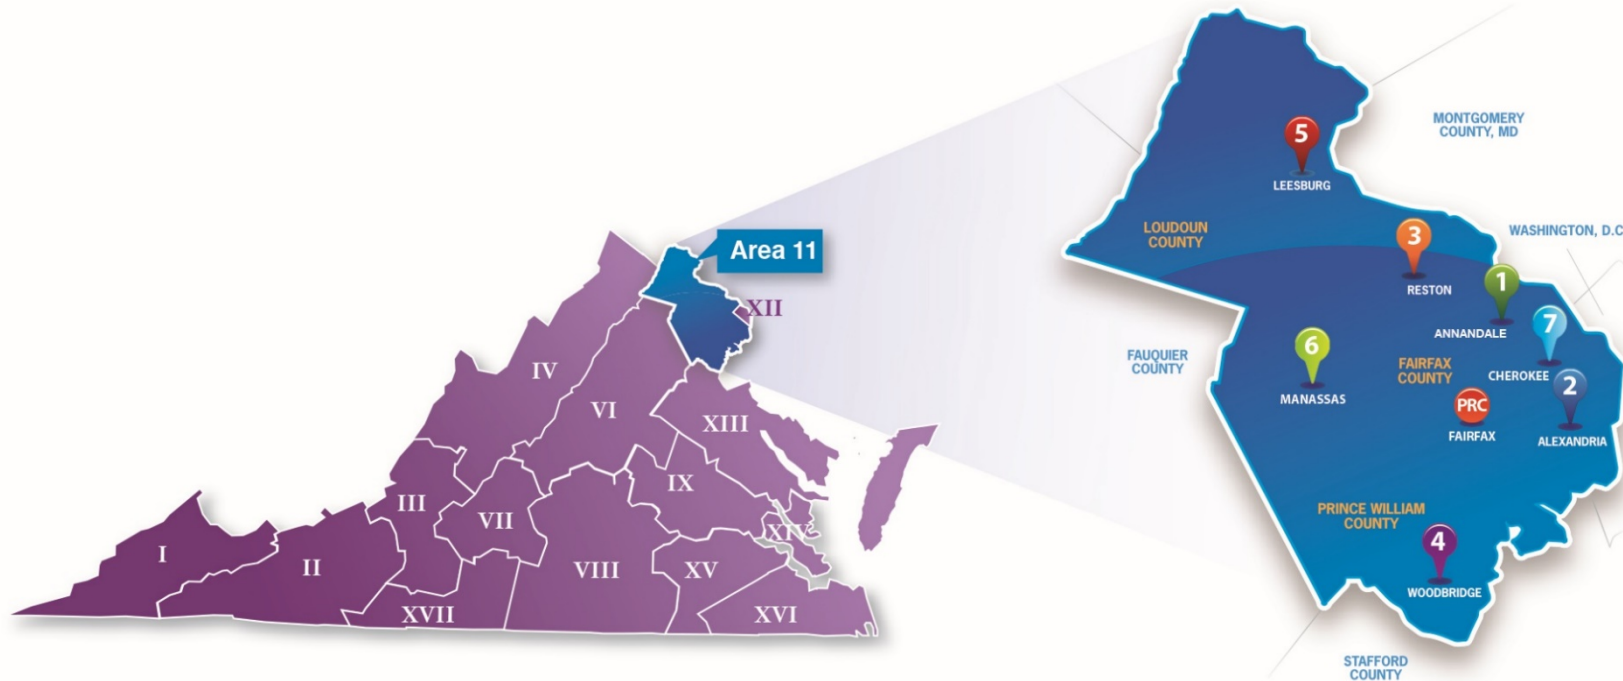 Area 11
XII
IV
VI
XIII
IX
III
VII
XIV
I
II
VIII
XV
XVII
XVI
MONTGOMERY
COUNTY, MD
5
LEESBURG
LOUDOUN
COUNTY
3
WASHINGTON, D.C
RESTON
1
ANNANDALE
7
CHEROKEE
FAUQUIER
COUNTY
6
MANASSAS
FAIRFAX
COUNTY
2
ALEXANDRIA
PRC
FAIRFAX
PRINCE WILLIAM
COUNTY
4
WOODBRIDGE
STAFFORD
COUNTY